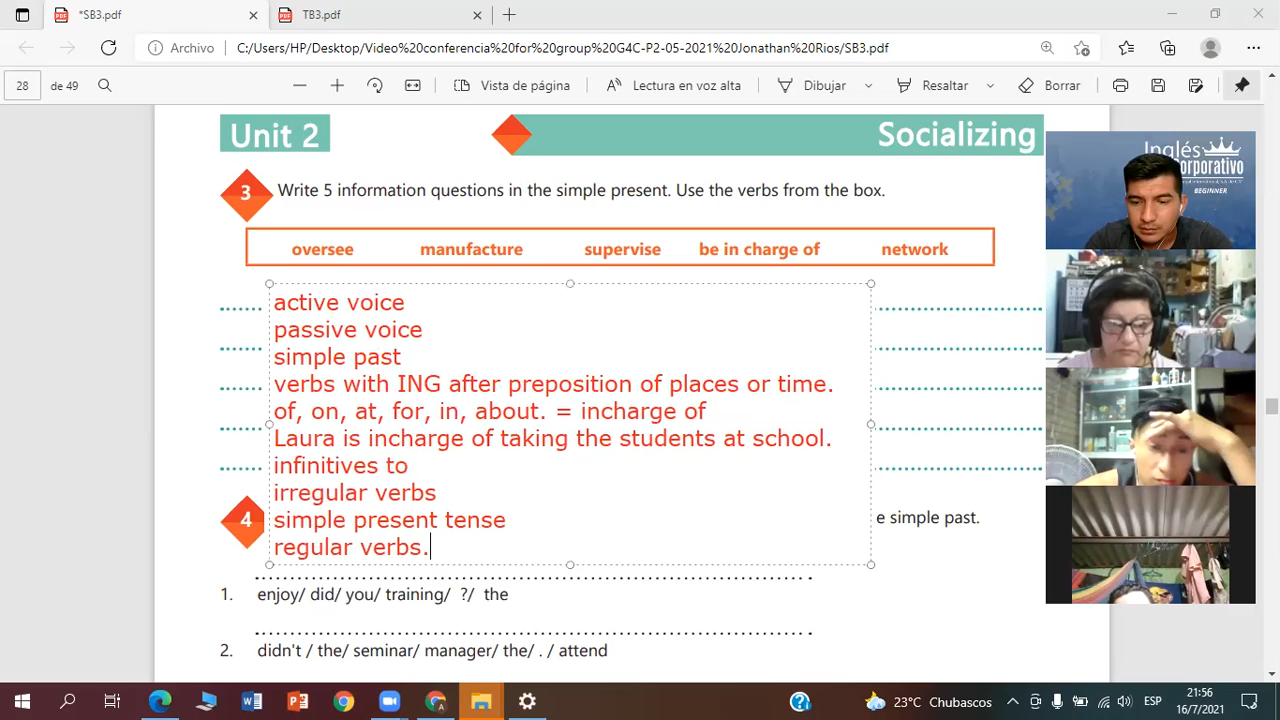 *SB3.pdf
TB3.pdf
Archivo
C:/Users/HP/Desktop/Video%20conferencia%20for%20group%20G4C-P2-05-2021%20Jonathan%20Rios/SB3.pdf
28
de 49
Vista de página
Lectura en voz alta
Dibujar
Resaltar
Borrar
Unit 2
Socializing
3
Write 5 information questions in the simple present. Use the verbs from the box.
oversee manufacture supervise be in charge of network
active voice
passive voice
simple past
verbs with ING after preposition of places or time.
of, on, at, for, in, about. = incharge of
Laura is incharge of taking the students at school.
infinitives to
irregular verbs
simple present tense
regular verbs.
4
e simple past.
1. enjoy/ did/ you/ training/ ?/ the
2. didn't / the/ seminar/ manager/ the/ . / attend
Inglés
BEGINNER
23°C Chubascos
ESP
21:56
16/7/2021